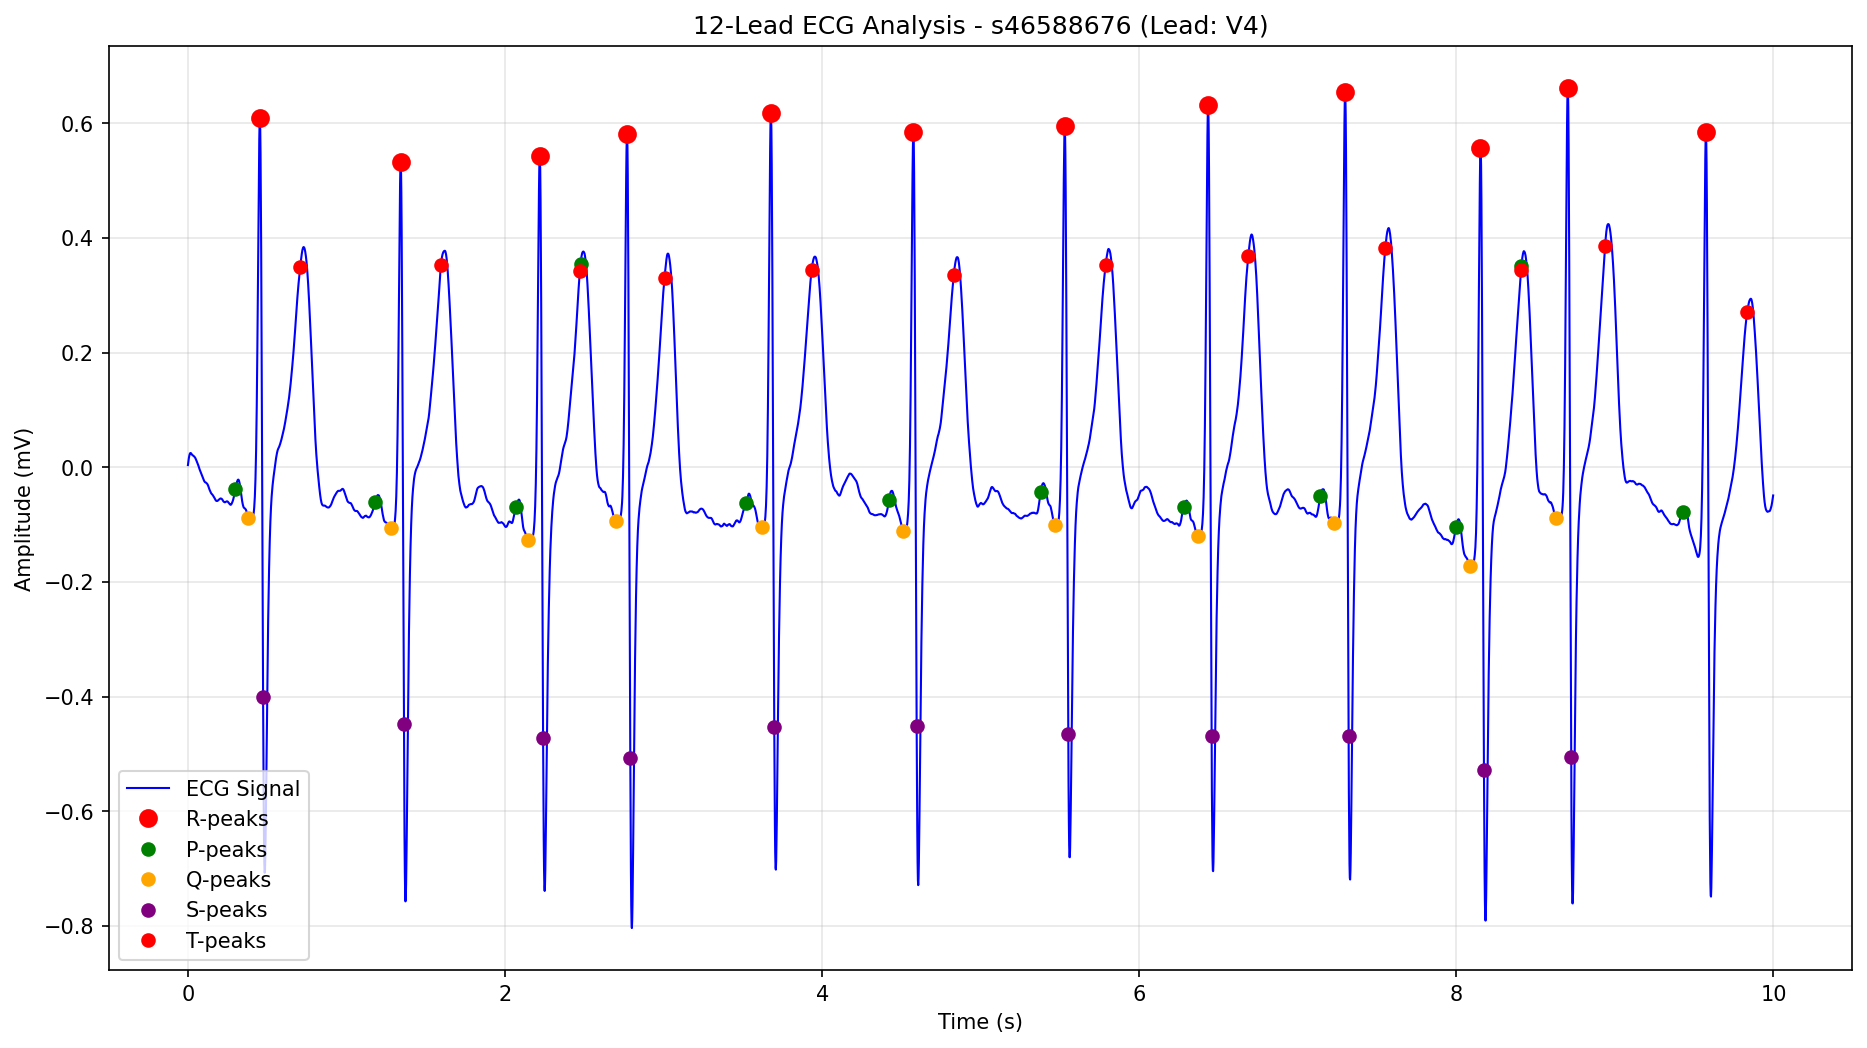 12-Lead ECG Analysis - s46588676 (Lead: V4)
Amplitude (mV)
0.6
0.4
0.2
0.0
−0.2
−0.4
−0.6
−0.8
ECG Signal
R-peaks
P-peaks
Q-peaks
S-peaks
T-peaks
0 2 4 6 8 10
Time (s)